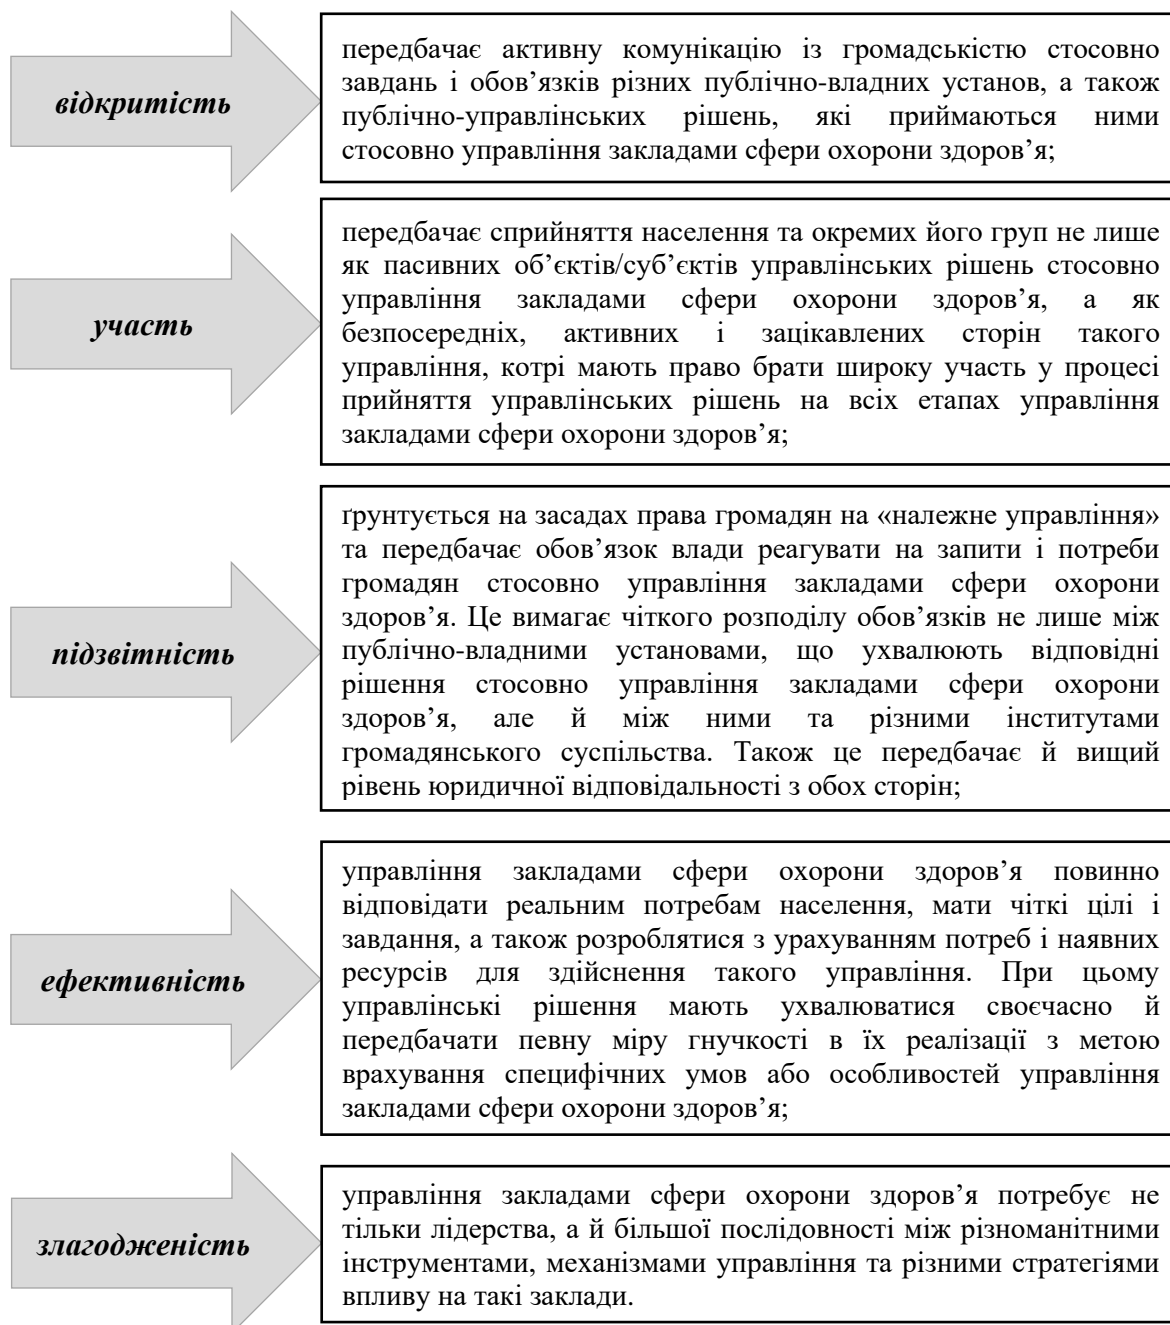 відкритість
передбачає активну комунікацію із громадськістю стосовно
завдань і обов’язків різних публічно-владних установ, а також
публічно-управлінських рішень, які приймаються ними
стосовно управління закладами сфери охорони здоров’я;
участь
передбачає сприйняття населення та окремих його груп не лише
як пасивних об’єктів/суб’єктів управлінських рішень стосовно
управління закладами сфери охорони здоров’я, а як
безпосередніх, активних і зацікавлених сторін такого
управління, котрі мають право брати широку участь у процесі
прийняття управлінських рішень на всіх етапах управління
закладами сфери охорони здоров’я;
підзвітність
ґрунтується на засадах права громадян на «належне управління»
та передбачає обов’язок влади реагувати на запити і потреби
громадян стосовно управління закладами сфери охорони
здоров’я. Це вимагає чіткого розподілу обов’язків не лише між
публічно-владними установами, що ухвалюють відповідні
рішення стосовно управління закладами сфери охорони
здоров’я, але й між ними та різними інститутами
громадянського суспільства. Також це передбачає й вищий
рівень юридичної відповідальності з обох сторін;
ефективність
управління закладами сфери охорони здоров’я повинно
відповідати реальним потребам населення, мати чіткі цілі і
завдання, а також розроблятися з урахуванням потреб і наявних
ресурсів для здійснення такого управління. При цьому
управлінські рішення мають ухвалюватися своєчасно й
передбачати певну міру гнучкості в їх реалізації з метою
врахування специфічних умов або особливостей управління
закладами сфери охорони здоров’я;
злагодженість
управління закладами сфери охорони здоров’я потребує не
тільки лідерства, а й більшої послідовності між різноманітними
інструментами, механізмами управління та різними стратегіями
впливу на такі заклади.